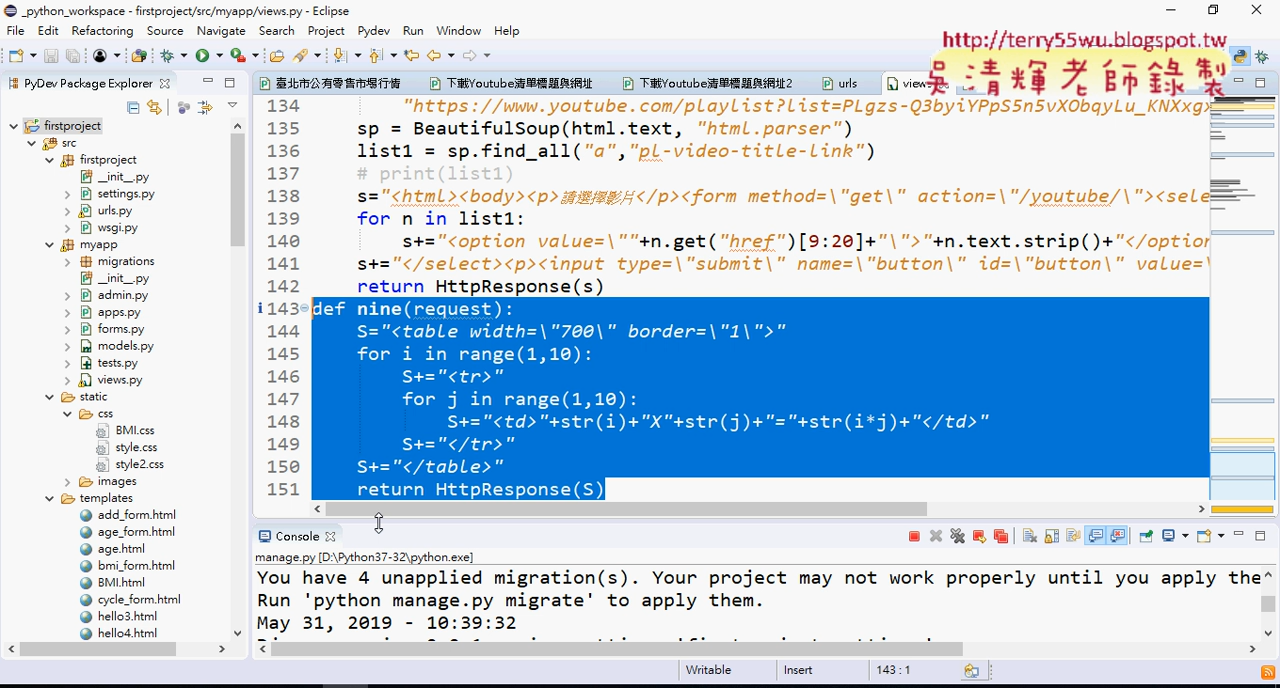 _python_workspace - firstproject/src/myapp/views.py - Eclipse
File Edit Refactoring Source Navigate Search Project Pydev Run Window Help
http://terry55wu.blogspot.tw
吳清輝老師錄製
PyDev Package Explorer
臺北市公有零售市場行情 下載Youtube清單標題與網址 下載Youtube清單標題與網址2 urls
firstproject
src
firstproject
__init__.py
settings.py
urls.py
wsgi.py
myapp
migrations
__init__.py
admin.py
apps.py
forms.py
models.py
tests.py
views.py
static
css
BMI.css
style.css
style2.css
images
templates
add_form.html
age_form.html
age.html
bmi_form.html
BMI.html
cycle_form.html
hello3.html
hello4.html
134 "https://www.youtube.com/playlist?list=PLgzs-Q3byiYPpS5n5vXObqyLu_KNXxgx
135 sp = BeautifulSoup(html.text, "html.parser")
136 list1 = sp.find_all("a","pl-video-title-link")
137 # print(list1)
138 s="<html><body><p>請選擇影片</p><form method=\"get\" action=\"/youtube/\"><sele
139 for n in list1:
140 s+="<option value=\""+n.get("href")[9:20]+"\">"+n.text.strip()+"</option
141 s+="</select><p><input type=\"submit\" name=\"button\" id=\"button\" value=\
142 return HttpResponse(s)
143 def nine(request):
144 S="<table width=\"700\" border=\"1\">"
145 for i in range(1,10):
146 S+="<tr>"
147 for j in range(1,10):
148 S+="<td>"+str(i)+"X"+str(j)+"="+str(i*j)+"</td>"
149 S+="</tr>"
150 S+="</table>"
151 return HttpResponse(S)
Console
manage.py [D:\Python37-32\python.exe]
You have 4 unapplied migration(s). Your project may not work properly until you apply the
Run 'python manage.py migrate' to apply them.
May 31, 2019 - 10:39:32
Writable Insert 143 : 1